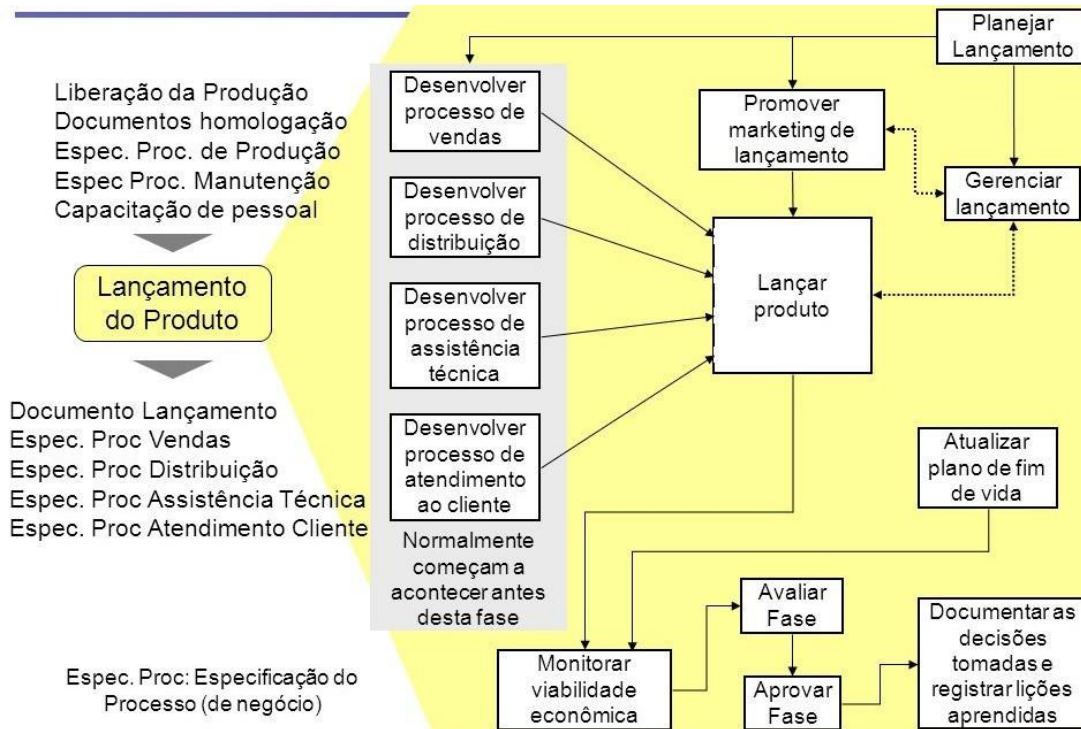 Liberação da Produção
Documentos homologação
Espec. Proc. de Produção
Espec Proc. Manutenção
Capacitação de pessoal
Lançamento
do Produto
Documento Lançamento
Espec. Proc Vendas
Espec. Proc Distribuição
Espec. Proc Assistência Técnica
Espec. Proc Atendimento Cliente
Espec. Proc: Especificação do
Processo (de negócio)
Desenvolver
processo de
vendas
Desenvolver
processo de
distribuição
Desenvolver
processo de
assistência
técnica
Desenvolver
processo de
atendimento
ao cliente
Normalmente
começam a
acontecer antes
desta fase
Planejar
Lançamento
Promover
marketing de
lançamento
Gerenciar
lançamento
Lançar
produto
Atualizar
plano de fim
de vida
Monitorar
viabilidade
econômica
Avaliar
Fase
Aprovar
Fase
Documentar as
decisões
tomadas e
registrar lições
aprendidas